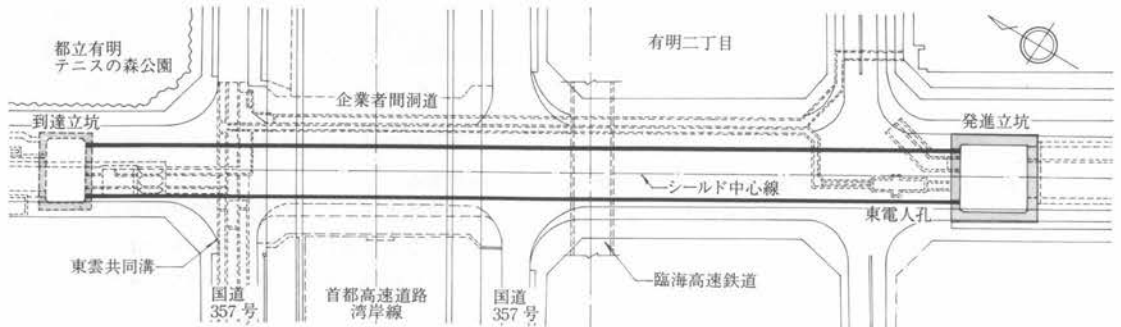 都立有明
テニスの森公園
有明二丁目
企業者間洞道
到達立坑
発進立坑
シールド中心線
東電人孔
東雲共同溝
臨海高速鉄道
国道
357号
首都高速道路
湾岸線
国道
357号